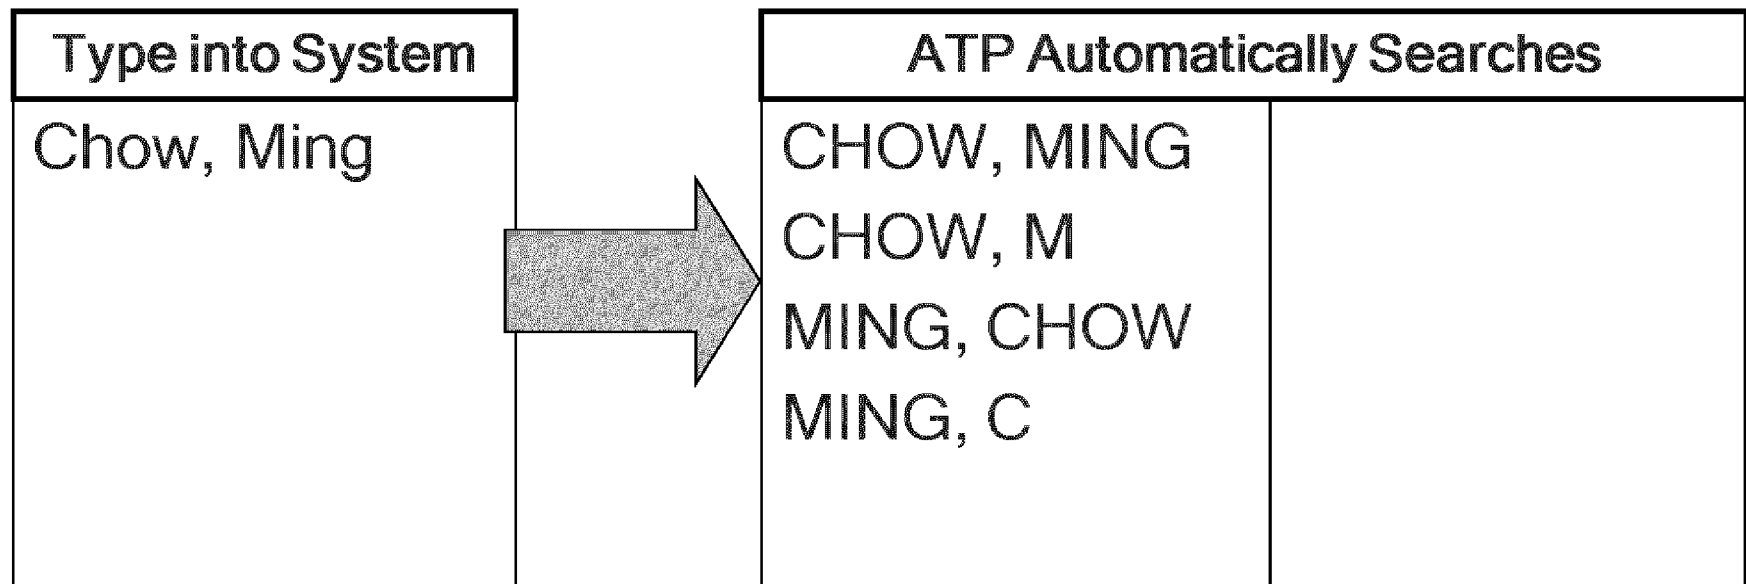 Type into System
ATP Automatically Searches
Chow, Ming
CHOW, MING
CHOW, M
MING, CHOW
MING, C